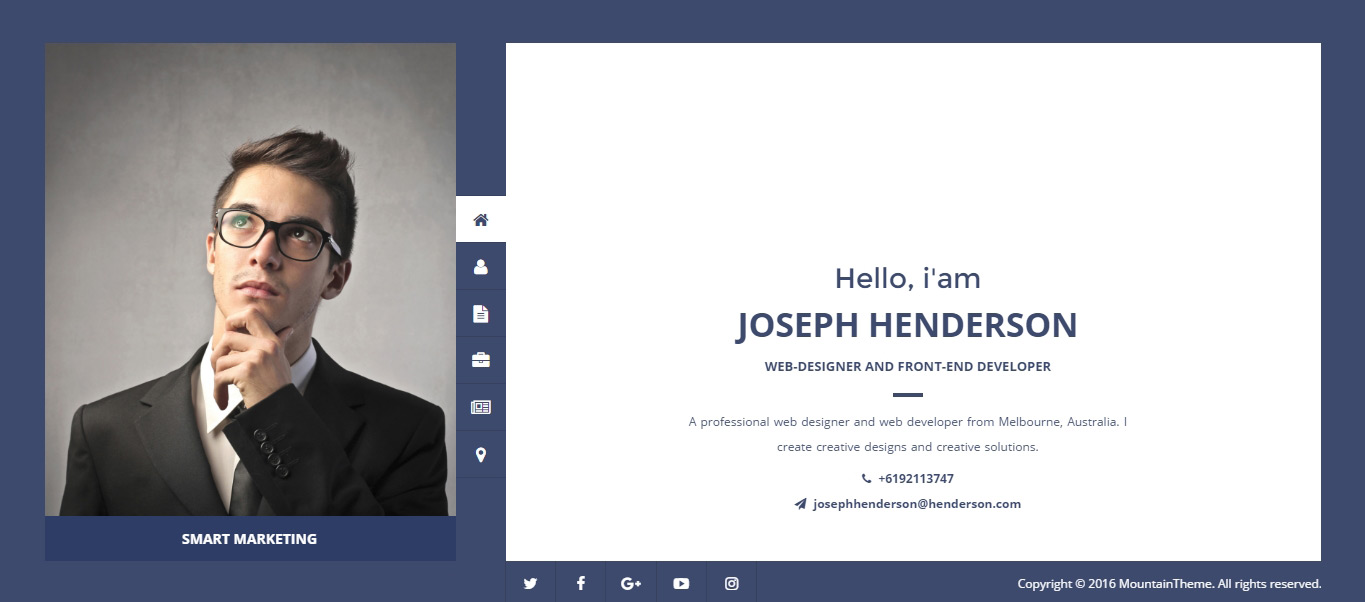 Hello, i'am
JOSEPH HENDERSON
WEB-DESIGNER AND FRONT-END DEVELOPER
A professional web designer and web developer from Melbourne, Australia. I
create creative designs and creative solutions.
+6192113747
josephhenderson@henderson.com
SMART MARKETING
Copyright © 2016 MountainTheme. All rights reserved.